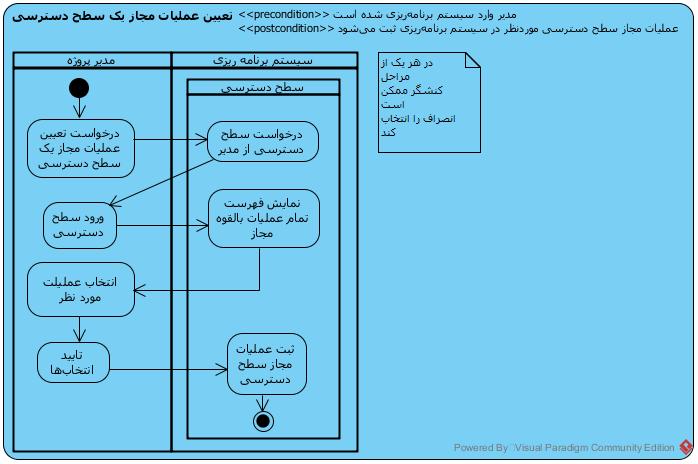 تعیین عملیات مجاز یک سطح دسترسی
<<precondition>> مدیر وارد سیستم برنامه‌ریزی شده است
<<postcondition>> عملیات مجاز سطح دسترسی موردنظر در سیستم برنامه‌ریزی ثبت می‌شود
مدیر پروژه
سیستم برنامه ریزی
سطح دسترسی
در هر یک از
مراحل
کنشگر ممکن
است
انصراف را انتخاب
کند
درخواست تعیین
عملیات مجاز یک
سطح دسترسی
درخواست سطح
دسترسی از مدیر
ورود سطح
دسترسی
نمایش فهرست
تمام عملیات بالقوه
مجاز
انتخاب عملیلت
مورد نظر
تایید
انتخاب‌ها
ثبت عملیات
مجاز سطح
دسترسی
Powered By Visual Paradigm Community Edition